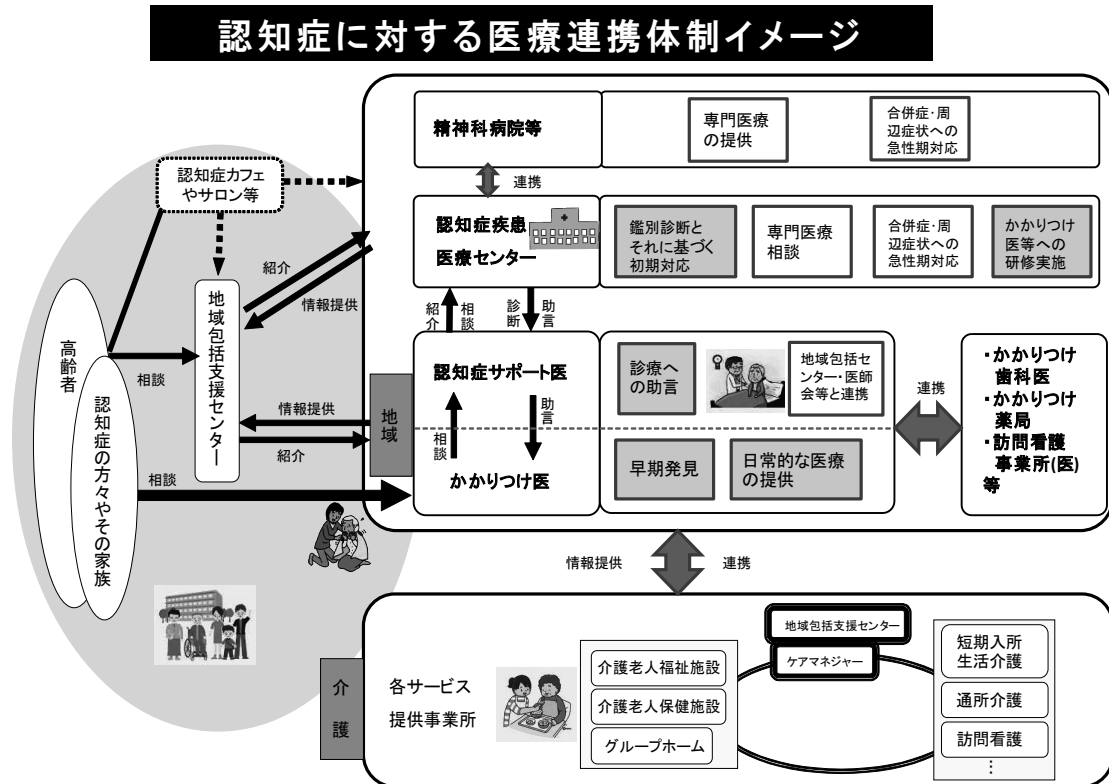 認知症に対する医療連携体制イメージ
精神科病院等
専門医療
の提供
合併症・周
辺症状への
急性期対応
連携
認知症疾患
医療センター
鑑別診断と
それに基づく
初期対応
専門医療
相談
合併症・周
辺症状への
急性期対応
かかりつけ
医等への
研修実施
認知症カフェ
やサロン等
紹介
情報提供
紹介
相談
診断
助言
地域包括支援センター
高齢者
認知症の方々やその家族
相談
情報提供
紹介
相談
地域
認知症サポート医
相談
助言
かかりつけ医
診療へ
の助言
地域包括セ
ンター・医師
会等と連携
早期発見
日常的な医療
の提供
連携
・かかりつけ
歯科医
・かかりつけ
薬局
・訪問看護
事業所(医)
等
情報提供
連携
介護
各サービス
提供事業所
介護老人福祉施設
介護老人保健施設
グループホーム
地域包括支援センター
ケアマネジャー
短期入所
生活介護
通所介護
訪問看護
⋮